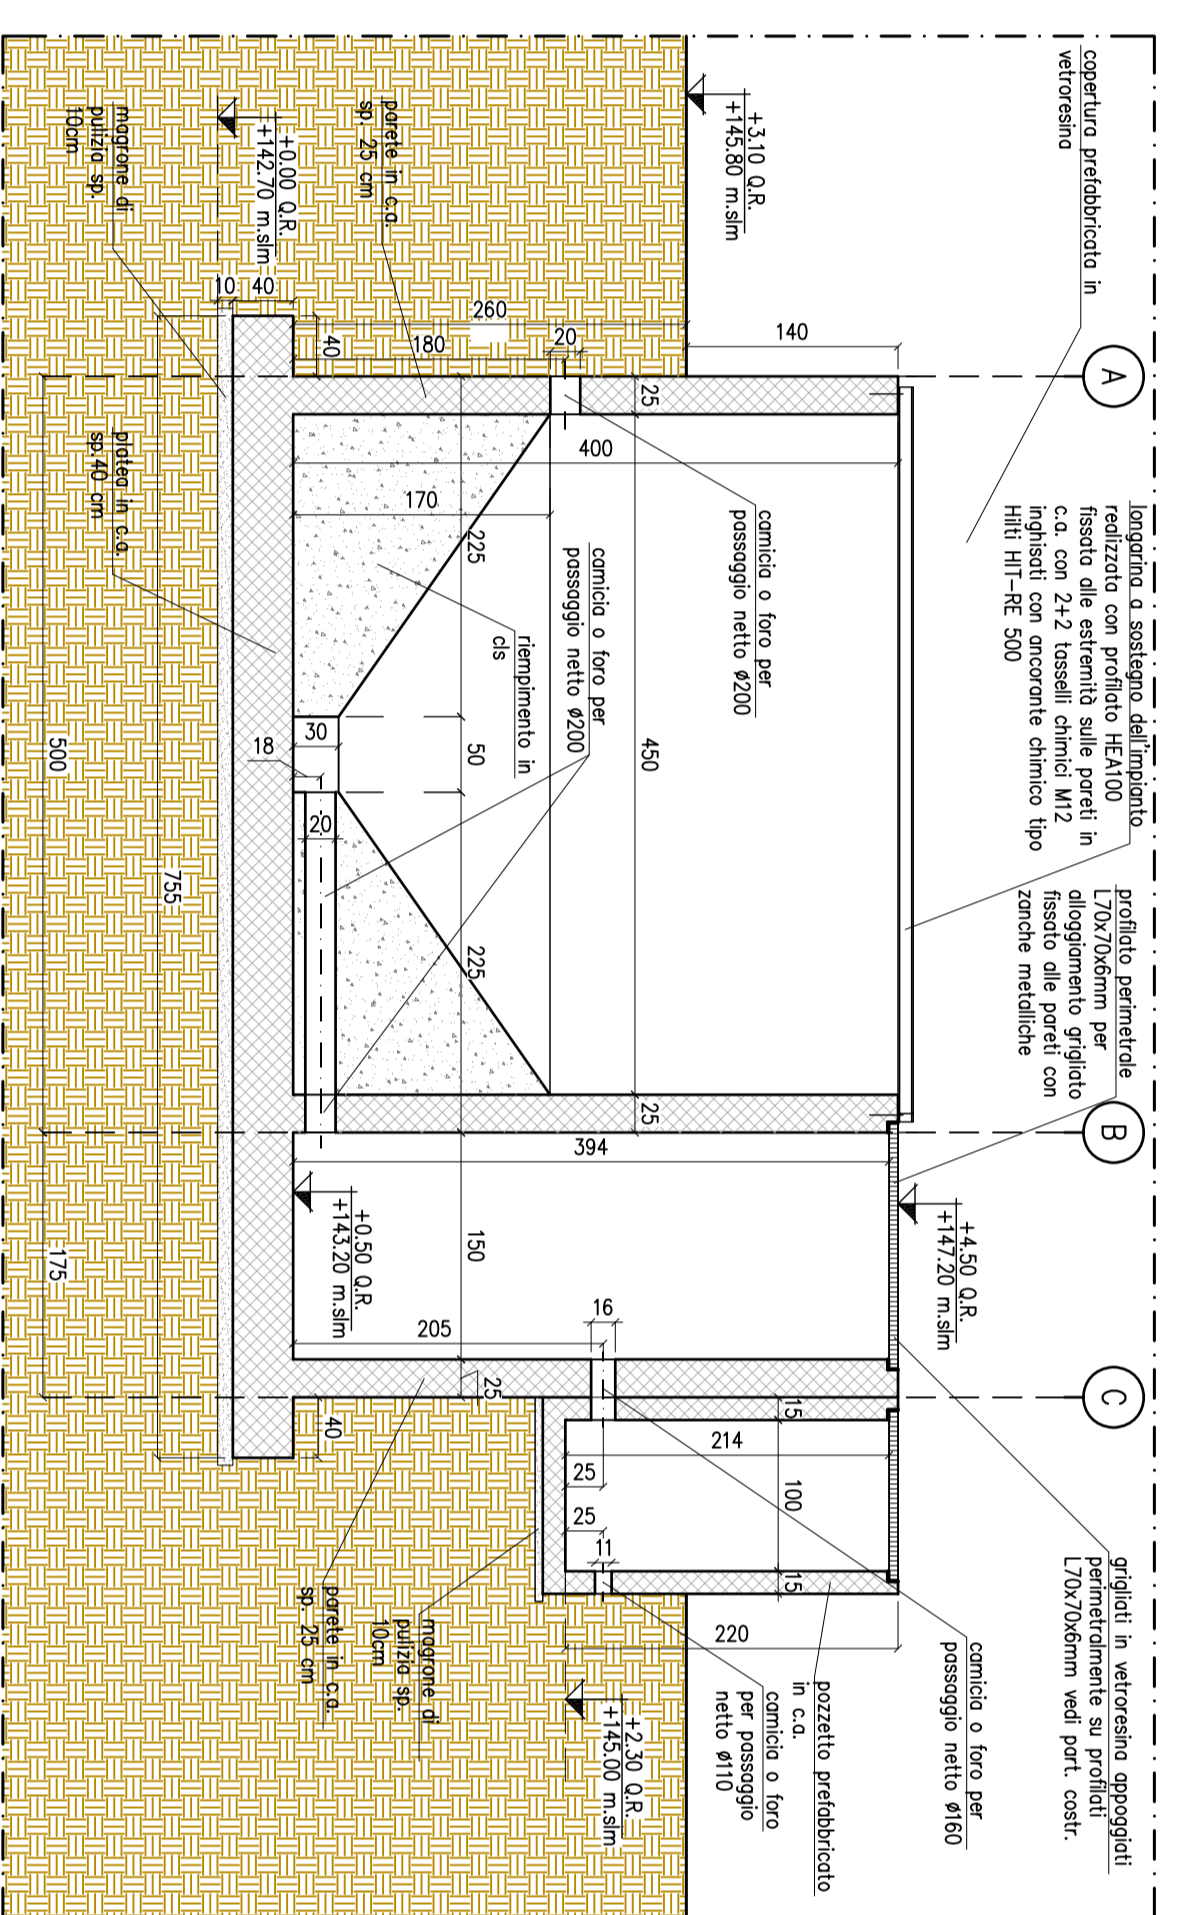 copertura prefabbricata in
vetroresina
A
longarina a sostegno dell'impianto
realizzata con profilato HEA100
fissata alle estremità sulle pareti in
c.a. con 2+2 tasselli chimici M12
inghisati con ancorante chimico tipo
Hilti HIT-RE 500
profilato perimetrale
L70x70x6mm per
alloggiamento grigliato
fissato alle pareti con
zanche metalliche
B
C
grigliati in vetroresina appoggiati
perimetralmente su profilati
L70x70x6mm vedi part. costr.
+3.10 Q.R.
+145.80 m.slm
+4.50 Q.R.
+147.20 m.slm
camicia o foro per
passaggio netto ø160
140
25
400
camicia o foro per
passaggio netto ø200
450
25
394
16
15
214
100
15
220
pozzetto prefabbricato
in c.a.
camicia o foro
per passaggio
netto ø110
260
20
180
170
225
camicia o foro per
passaggio netto ø200
riempimento in
cls
50
225
150
205
25
25
25
11
+2.30 Q.R.
+145.00 m.slm
parete in c.a.
sp. 25 cm
+0.00 Q.R.
+142.70 m.slm
10
40
40
30
18
20
+0.50 Q.R.
+143.20 m.slm
40
parete in c.a.
sp. 25 cm
magrone di
pulizia sp.
10cm
magrone di
pulizia sp.
10cm
platea in c.a.
sp.40 cm
755
500
175